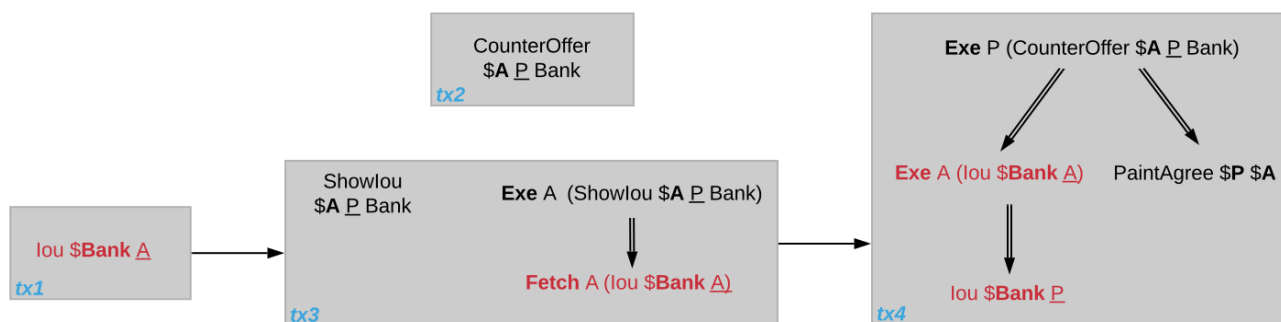 CounterOffer
$A P Bank
tx2
Exe P (CounterOffer $A P Bank)
Exe A (Iou $Bank A)
PaintAgree $P $A
Iou $Bank P
tx4
ShowIou
$A P Bank
Exe A (ShowIou $A P Bank)
Fetch A (Iou $Bank A)
tx3
Iou $Bank A
tx1